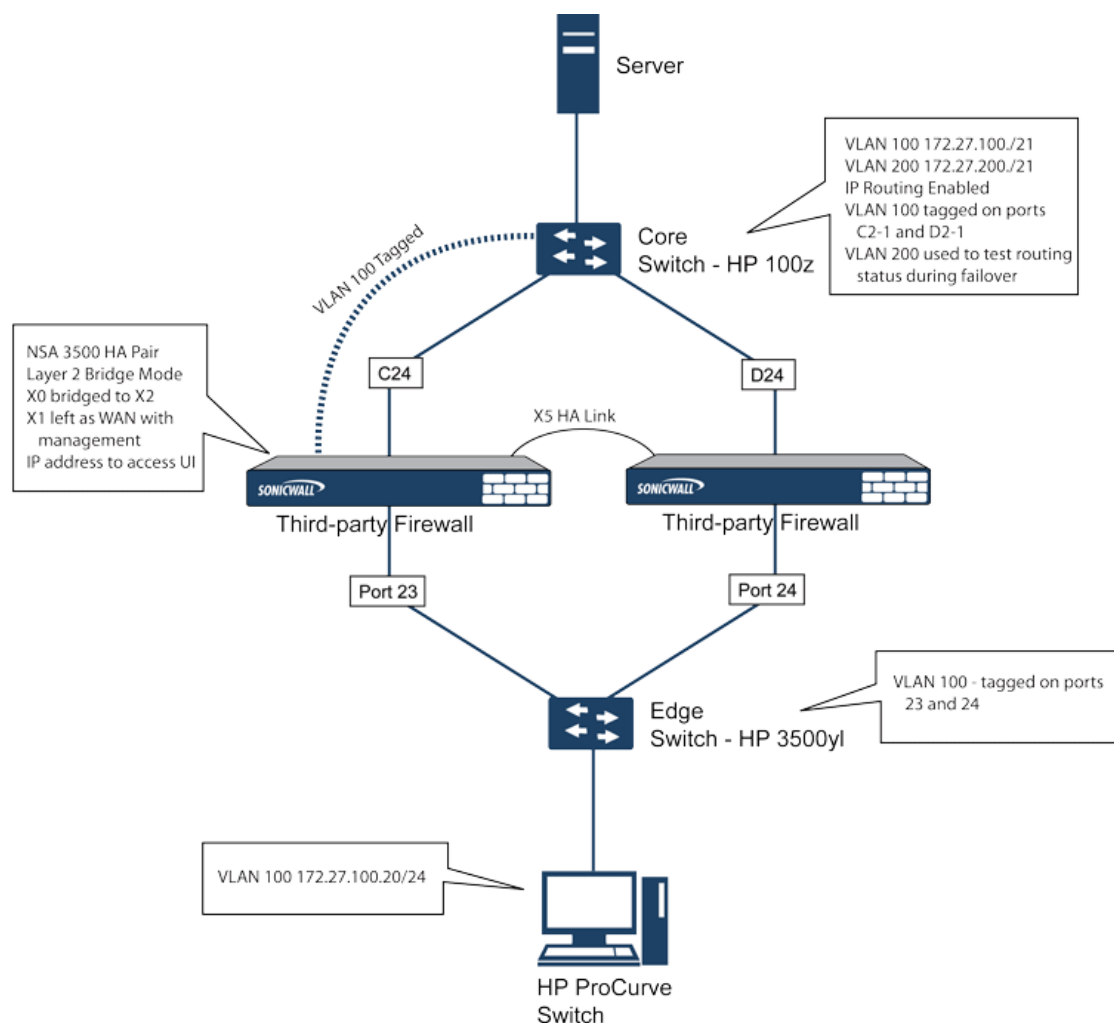 Server
VLAN 100 172.27.100./21
VLAN 200 172.27.200./21
IP Routing Enabled
VLAN 100 tagged on ports
C2-1 and D2-1
VLAN 200 used to test routing
status during failover
Core
Switch - HP 100z
VLAN 100 Tagged
NSA 3500 HA Pair
Layer 2 Bridge Mode
X0 bridged to X2
X1 left as WAN with
management
IP address to access UI
C24
D24
X5 HA Link
SONICWALL
SONICWALL
Third-party Firewall
Third-party Firewall
Port 23
Port 24
VLAN 100 - tagged on ports
23 and 24
Edge
Switch - HP 3500yl
VLAN 100 172.27.100.20/24
HP ProCurve
Switch